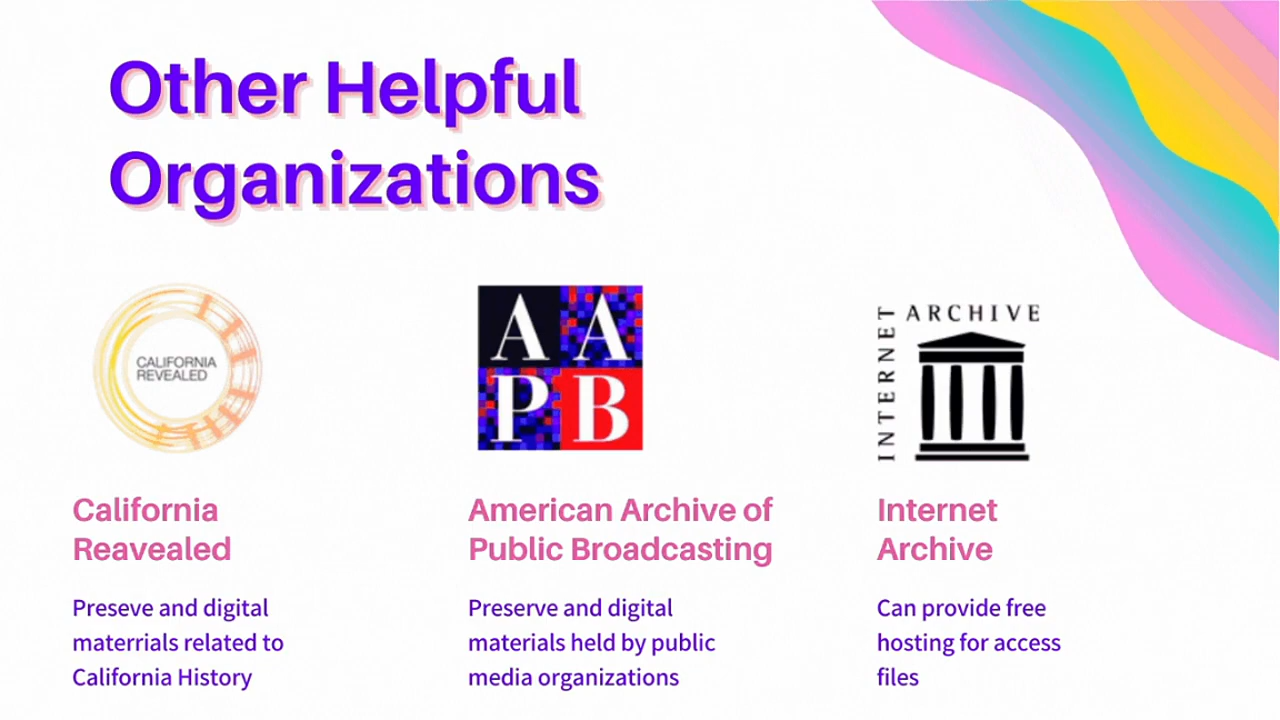 Other Helpful
Organizations
CALIFORNIA
REVEALED
A A
P B
INTERNET
ARCHIVE
California
Reavealed
American Archive of
Public Broadcasting
Internet
Archive
Preseve and digital
materrials related to
California History
Preserve and digital
materials held by public
media organizations
Can provide free
hosting for access
files